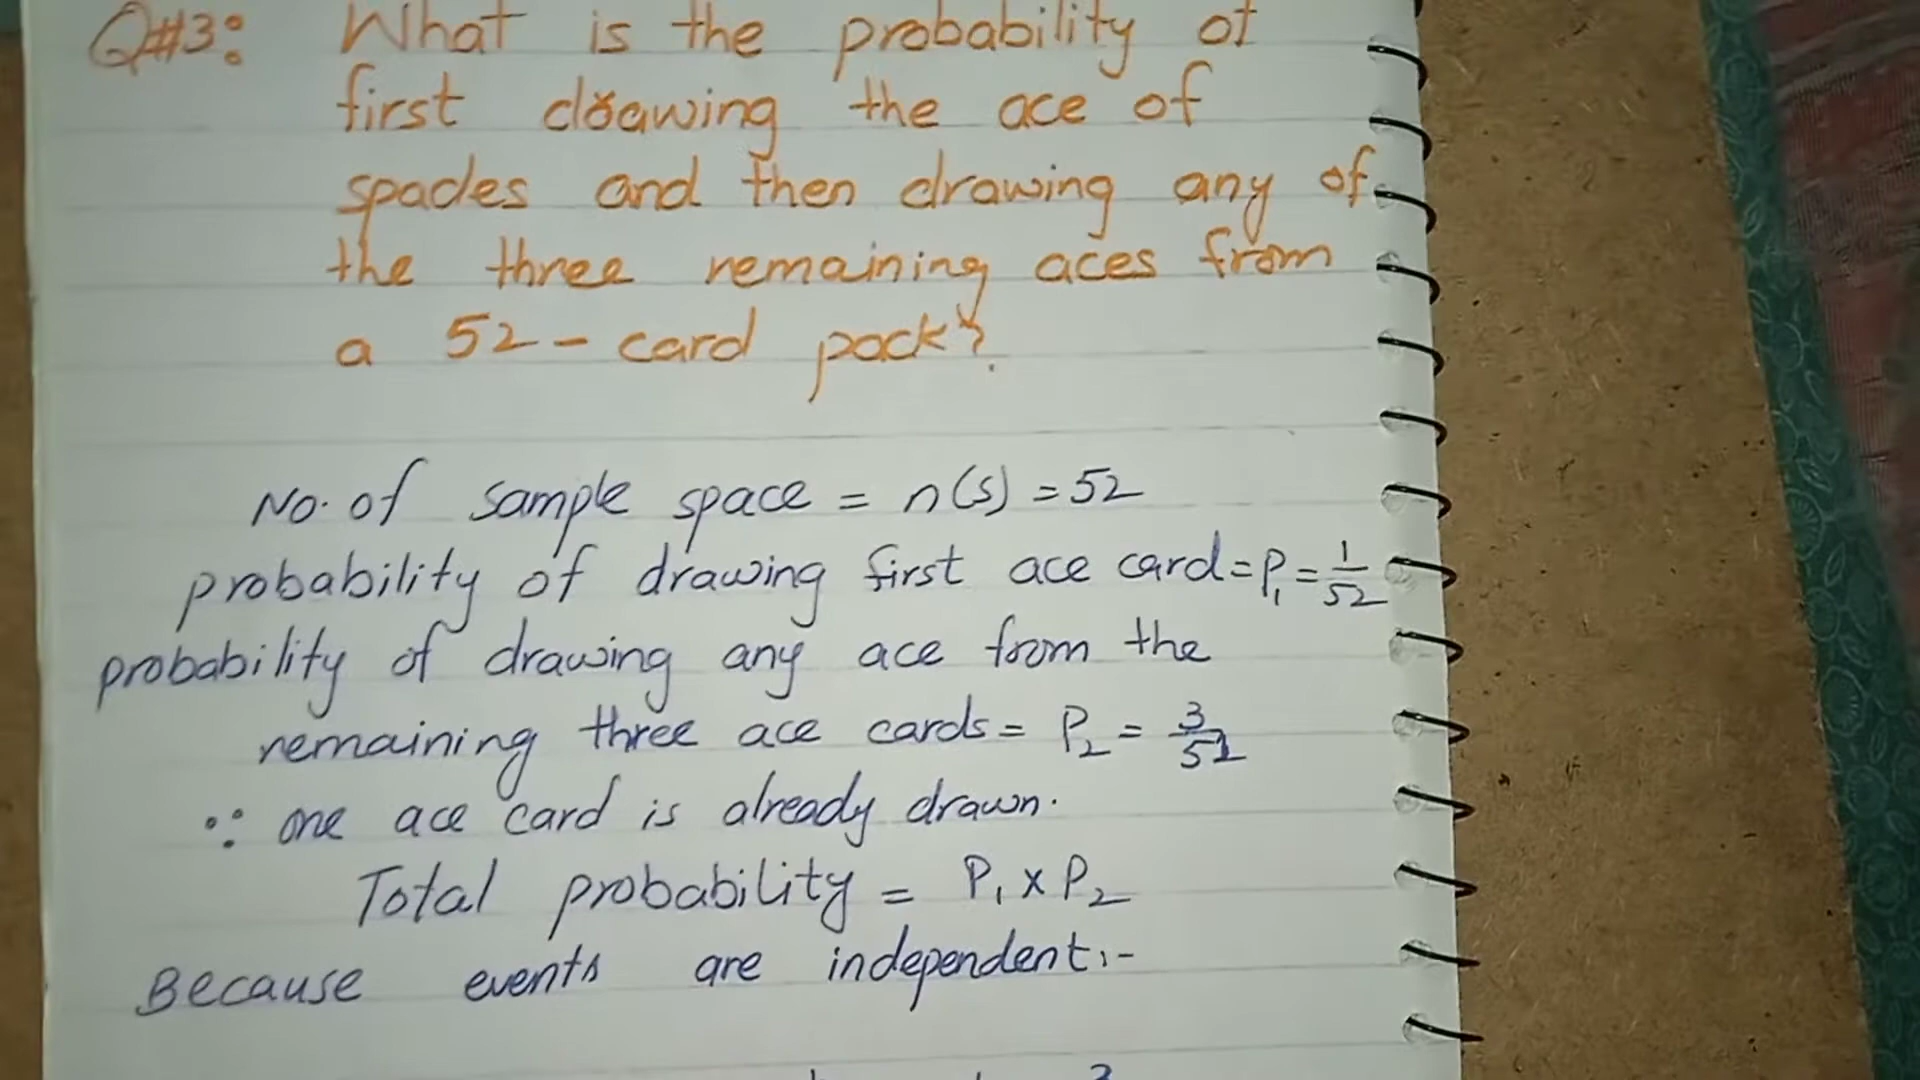 Q#3: What is the probability of
first drawing the ace of
spades and then drawing any of
the three remaining aces from
a 52-card pack?
No. of sample space = n(s) = 52
probability of drawing first ace card = P₁ = 1/52
probability of drawing any ace from the
remaining three ace cards = P₂ = 3/51
∵ one ace card is already drawn.
Total probability = P₁ x P₂
Because events are independent:-